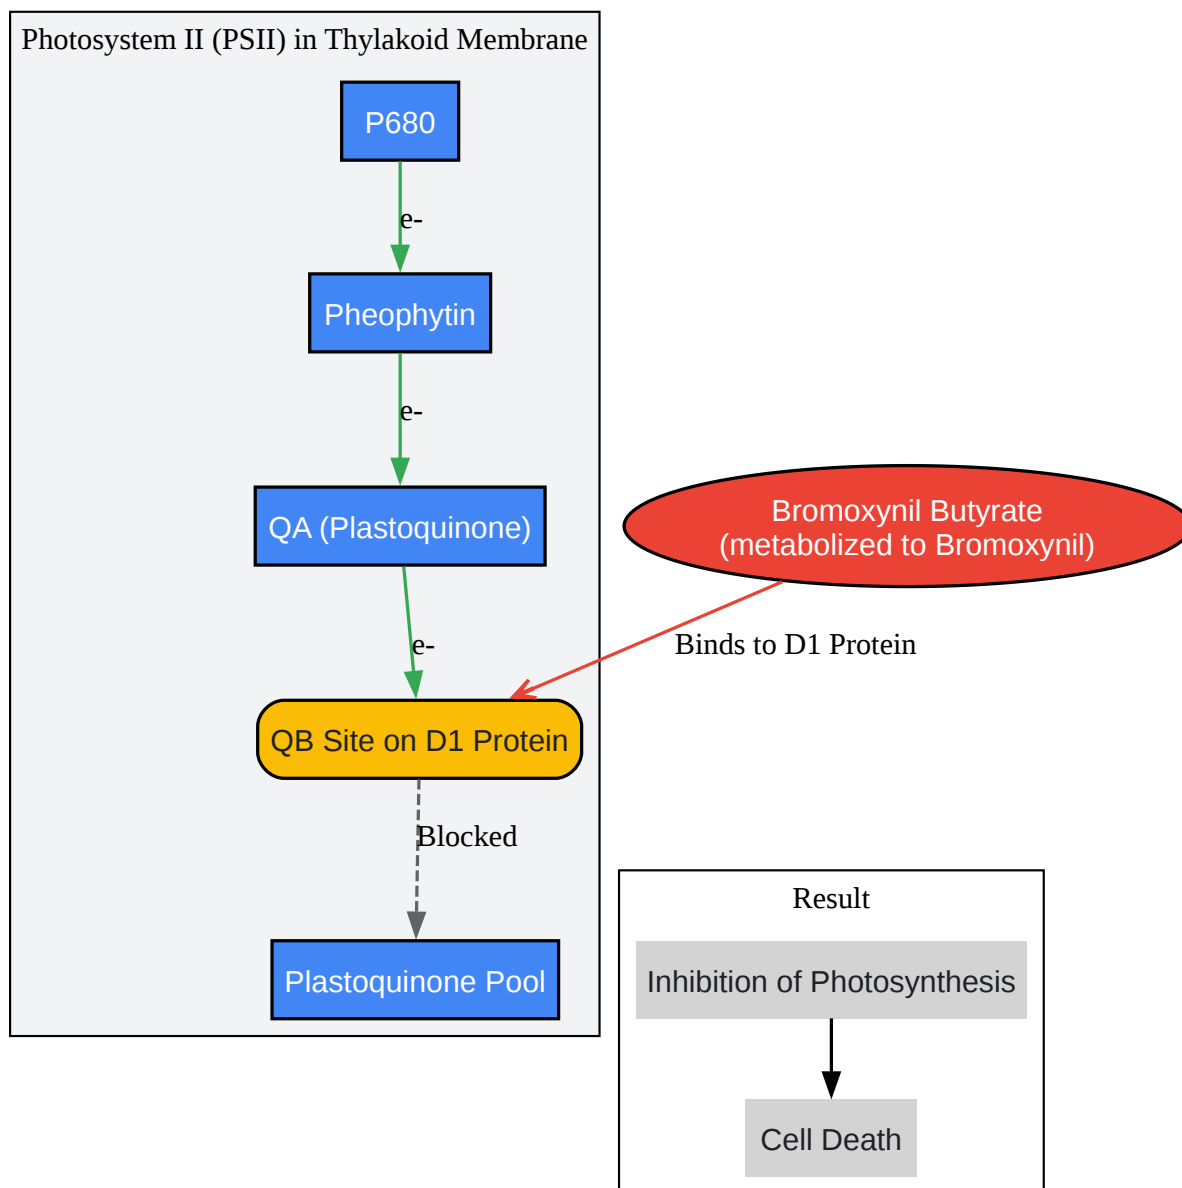 Photosystem II (PSII) in Thylakoid Membrane
P680
e-
Pheophytin
e-
QA (Plastoquinone)
Bromoxynil Butyrate
(metabolized to Bromoxynil)
e-
Binds to D1 Protein
QB Site on D1 Protein
Blocked
Plastoquinone Pool
Result
Inhibition of Photosynthesis
Cell Death